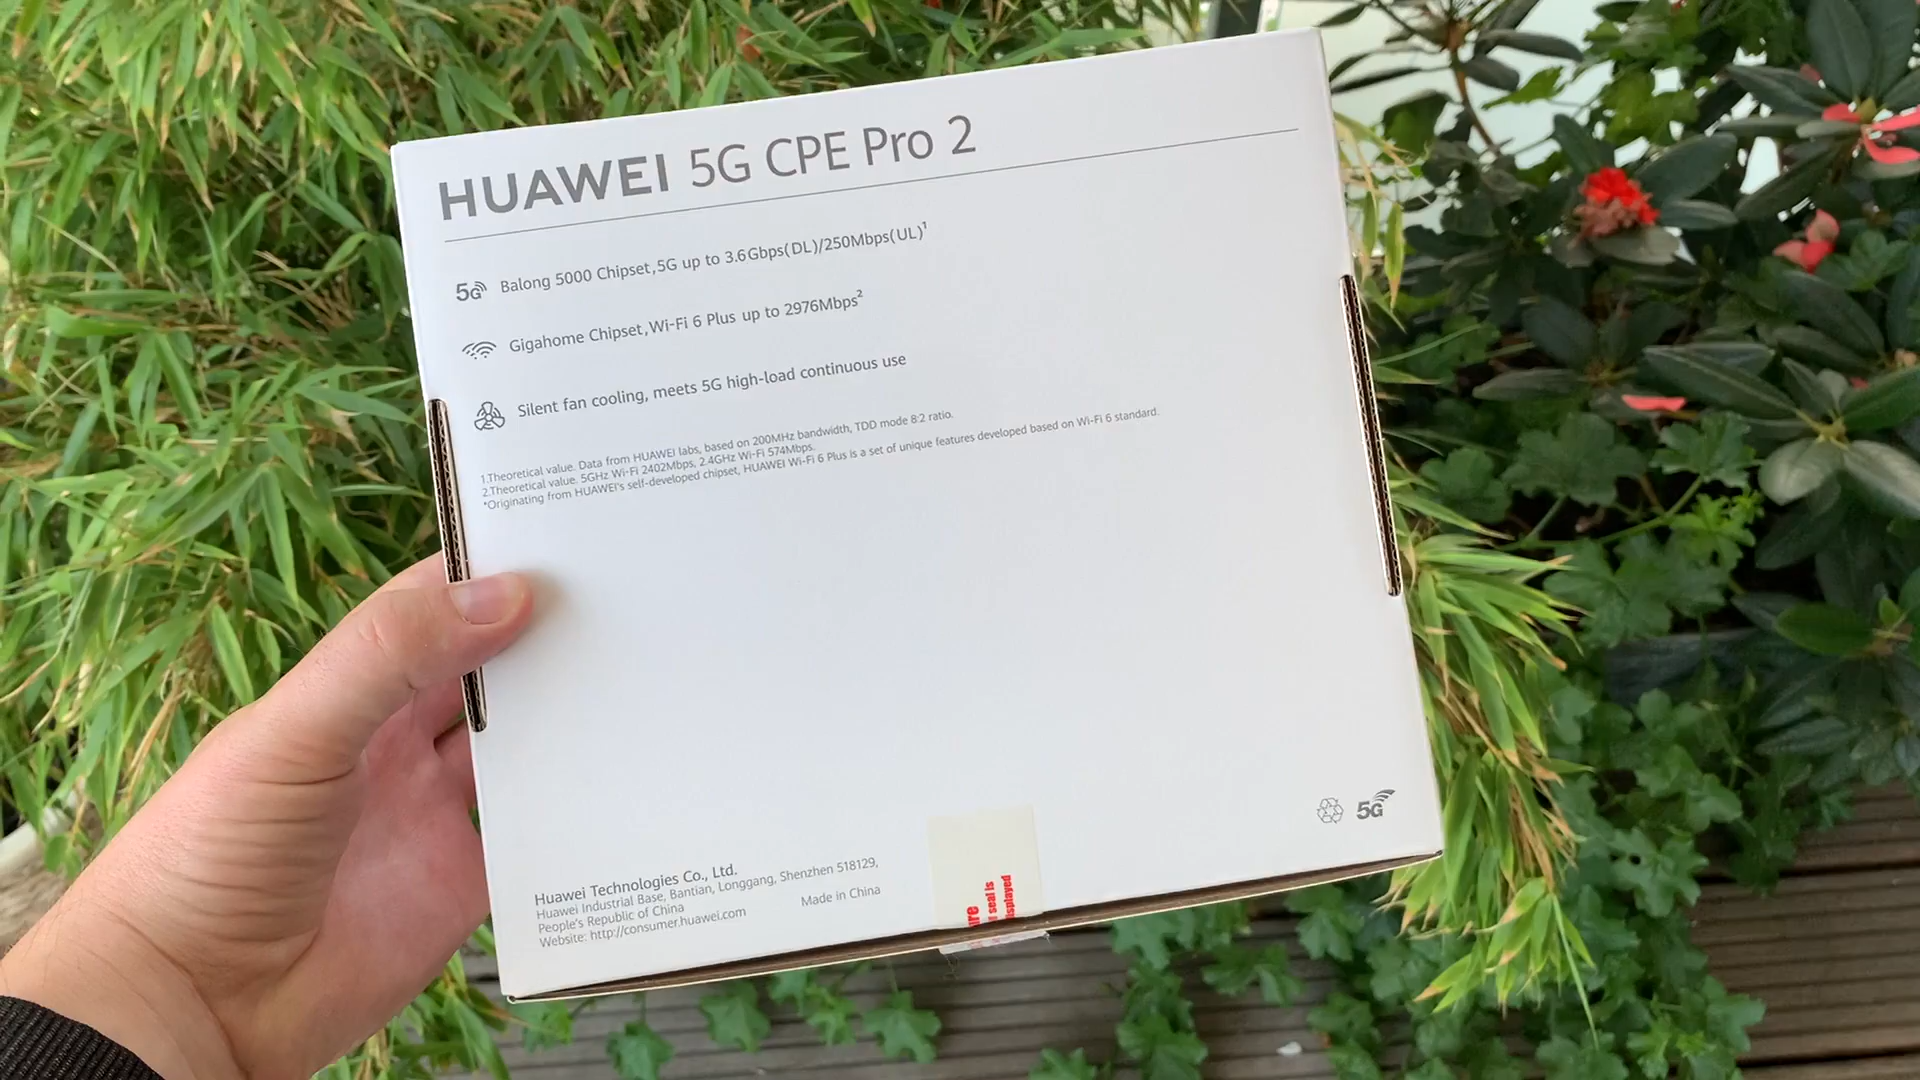 HUAWEI 5G CPE Pro 2
5G Balong 5000 Chipset,5G up to 3.6Gbps(DL)/250Mbps(UL)¹
Gigahome Chipset,Wi-Fi 6 Plus up to 2976Mbps²
Silent fan cooling, meets 5G high-load continuous use
1.Theoretical value. Data from HUAWEI labs, based on 200MHz bandwidth, TDD mode 8:2 ratio.
2.Theoretical value. 5GHz Wi-Fi 2402Mbps, 2.4GHz Wi-Fi 574Mbps.
*Originating from HUAWEI's self-developed chipset, HUAWEI Wi-Fi 6 Plus is a set of unique features developed based on Wi-Fi 6 standard.
5G
Huawei Technologies Co., Ltd.
Huawei Industrial Base, Bantian, Longgang, Shenzhen 518129,
People's Republic of China
Website: http://consumer.huawei.com
Made in China
seal is